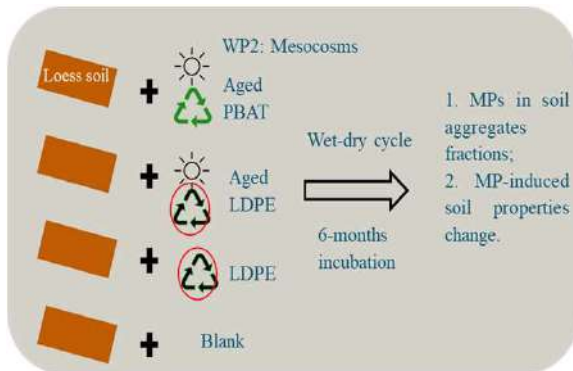 WP2: Mesocosms
Loess soil
Aged
PBAT
Aged
LDPE
LDPE
Blank
Wet-dry cycle
6-months
incubation
1. MPs in soil
aggregates
fractions;
2. MP-induced
soil properties
change.